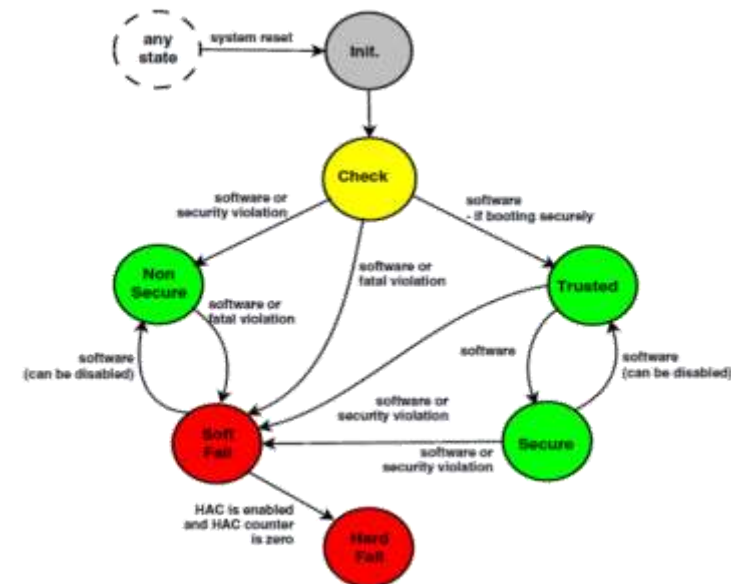 any
state
system reset
Init.
Check
software or
security violation
software
- if booting securely
Non
Secure
software or
fatal violation
Trusted
software or
fatal violation
software
(can be disabled)
software
software
(can be disabled)
software or
security violation
Soft
Fail
Secure
software or
security violation
HAC is enabled
and HAC counter
is zero
Hard
Fail